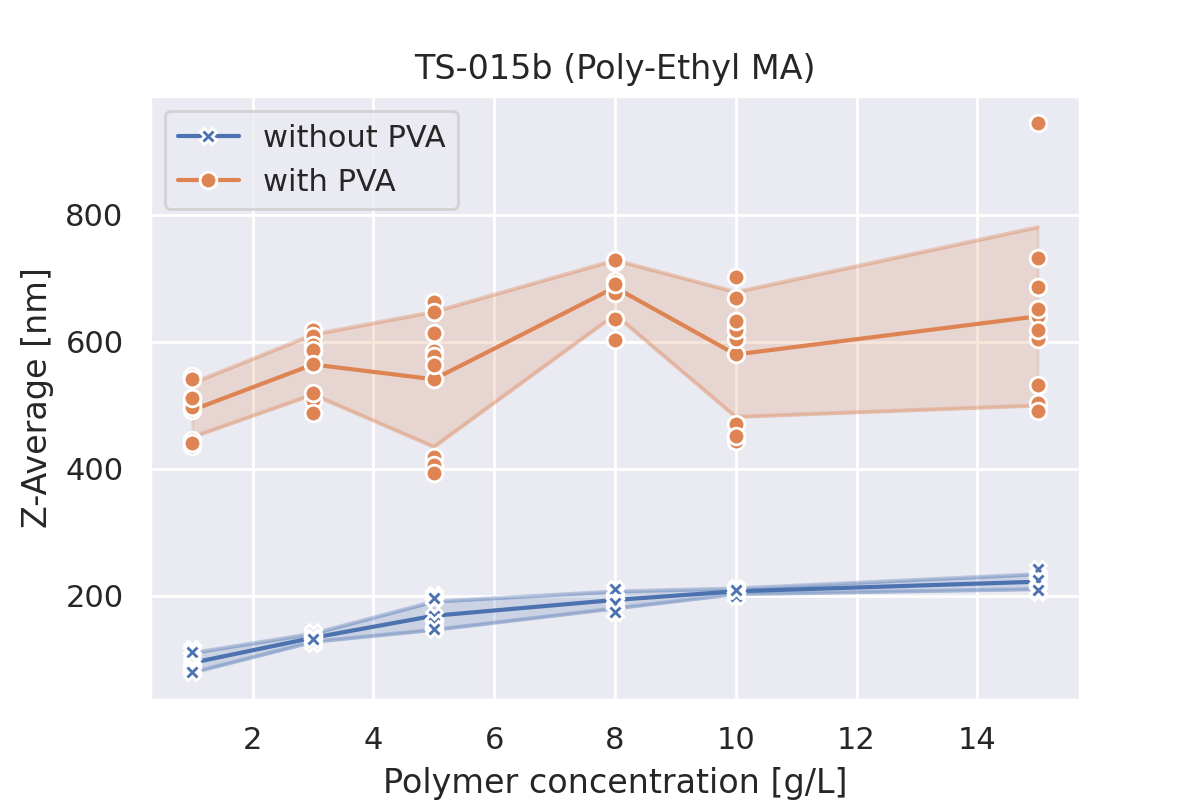 TS-015b (Poly-Ethyl MA)
without PVA
with PVA
Z-Average [nm]
800
600
400
200
2 4 6 8 10 12 14
Polymer concentration [g/L]